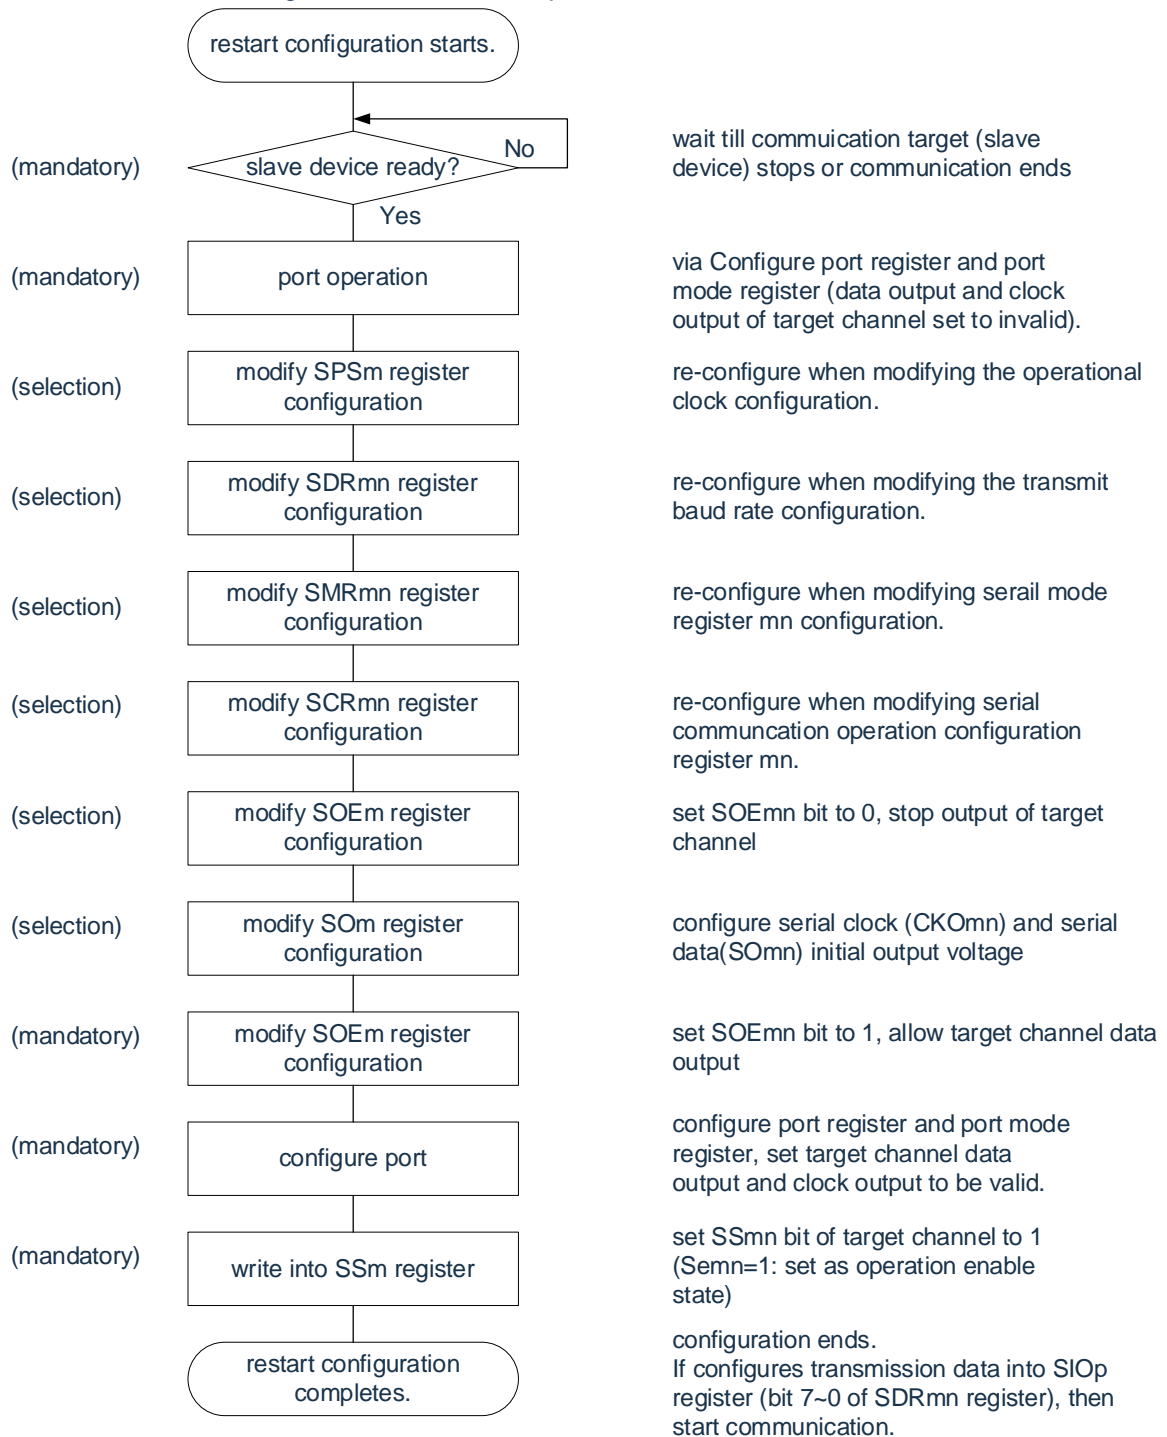 restart configuration starts.
(mandatory)
slave device ready?
No
wait till commuication target (slave
device) stops or communication ends
Yes
(mandatory)
port operation
via Configure port register and port
mode register (data output and clock
output of target channel set to invalid).
(selection)
modify SPSm register
configuration
re-configure when modifying the operational
clock configuration.
(selection)
modify SDRmn register
configuration
re-configure when modifying the transmit
baud rate configuration.
(selection)
modify SMRmn register
configuration
re-configure when modifying serail mode
register mn configuration.
(selection)
modify SCRmn register
configuration
re-configure when modifying serial
communcation operation configuration
register mn.
(selection)
modify SOEm register
configuration
set SOEmn bit to 0, stop output of target
channel
(selection)
modify SOm register
configuration
configure serial clock (CKOmn) and serial
data(SOmn) initial output voltage
(mandatory)
modify SOEm register
configuration
set SOEmn bit to 1, allow target channel data
output
(mandatory)
configure port
configure port register and port mode
register, set target channel data
output and clock output to be valid.
(mandatory)
write into SSm register
set SSmn bit of target channel to 1
(Semn=1: set as operation enable
state)
restart configuration
completes.
configuration ends.
If configures transmission data into SIOp
register (bit 7~0 of SDRmn register), then
start communication.